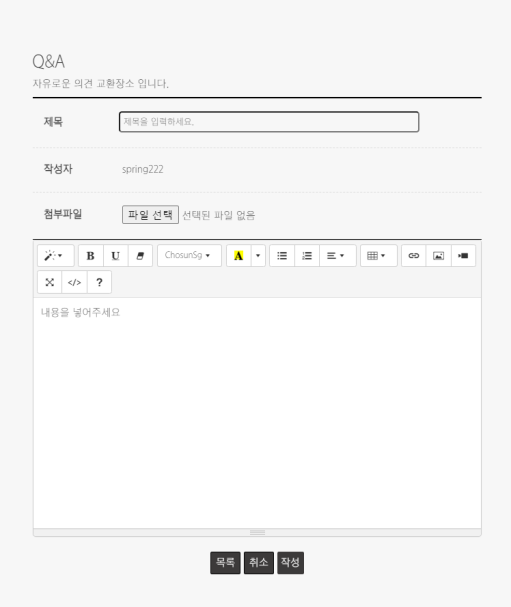 Q&A
자유로운 의견 교환장소 입니다.
제목 제목을 입력하세요.
작성자 spring222
첨부파일 파일 선택 선택된 파일 없음
B U ChosunSg A
</> ?
내용을 넣어주세요
목록 취소 작성